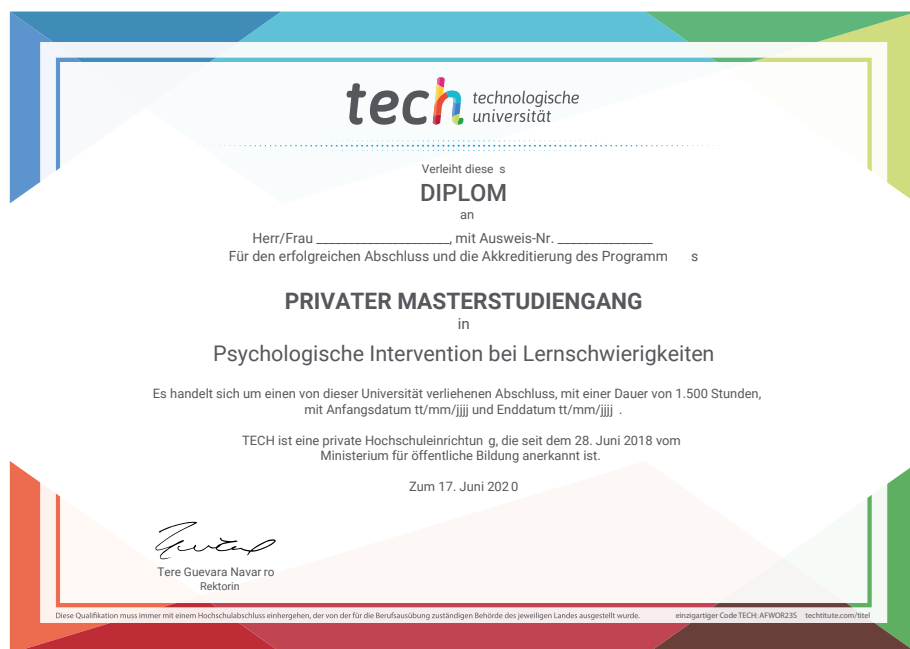 tech technologische
universität
Verleiht diese s
DIPLOM
an
Herr/Frau ____________________, mit Ausweis-Nr. ______________
Für den erfolgreichen Abschluss und die Akkreditierung des Programm s
PRIVATER MASTERSTUDIENGANG
in
Psychologische Intervention bei Lernschwierigkeiten
Es handelt sich um einen von dieser Universität verliehenen Abschluss, mit einer Dauer von 1.500 Stunden,
mit Anfangsdatum tt/mm/jjjj und Enddatum tt/mm/jjjj .
TECH ist eine private Hochschuleinrichtun g, die seit dem 28. Juni 2018 vom
Ministerium für öffentliche Bildung anerkannt ist.
Zum 17. Juni 202 0
Tere Guevara Navar ro
Rektorin
Diese Qualifikation muss immer mit einem Hochschulabschluss einhergehen, der von der für die Berufsausübung zuständigen Behörde des jeweiligen Landes ausgestellt wurde. einzigartiger Code TECH: AFWOR23S techtitute.com/titel